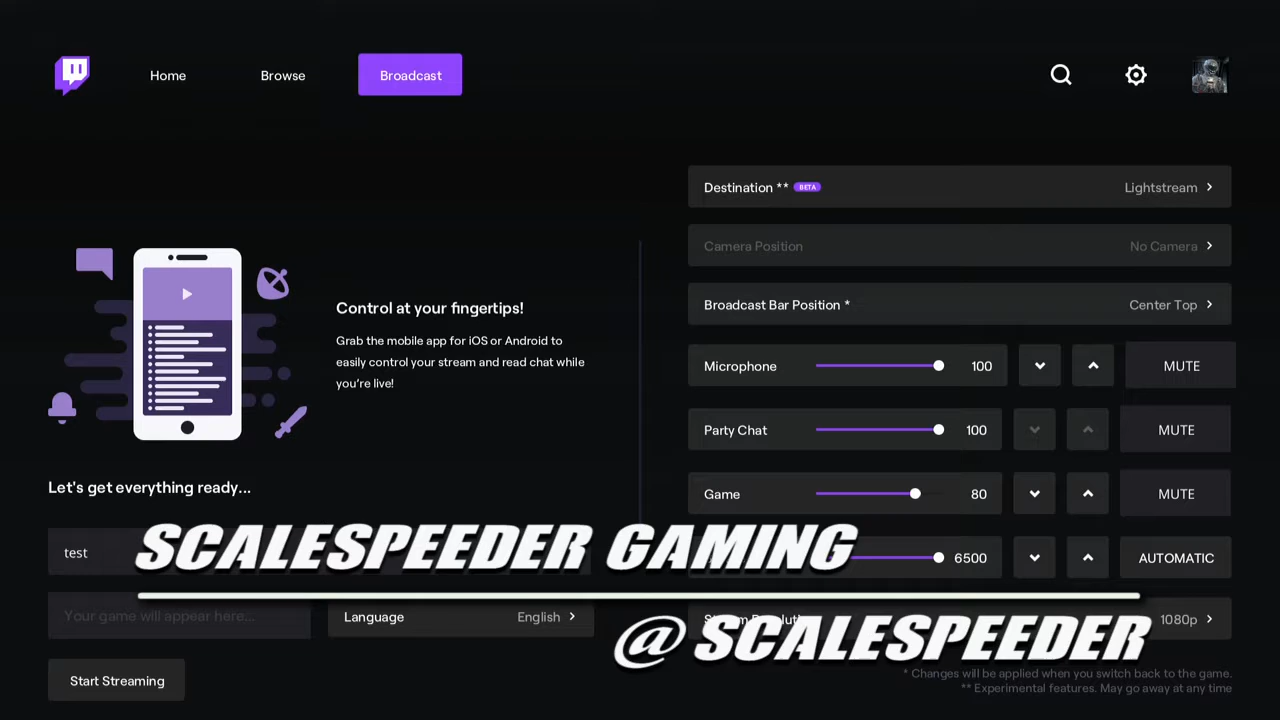 Home
Browse
Broadcast
Destination ** BETA
Lightstream
Camera Position
No Camera
Broadcast Bar Position *
Center Top
Microphone
100
MUTE
Party Chat
100
MUTE
Game
80
MUTE
6500
AUTOMATIC
1080p
* Changes will be applied when you switch back to the game.
** Experimental features. May go away at any time
Control at your fingertips!
Grab the mobile app for iOS or Android to
easily control your stream and read chat while
you're live!
Let's get everything ready...
test
Your game will appear here...
Language
English
Start Streaming
SCALESPEEDER GAMING
@SCALESPEEDER